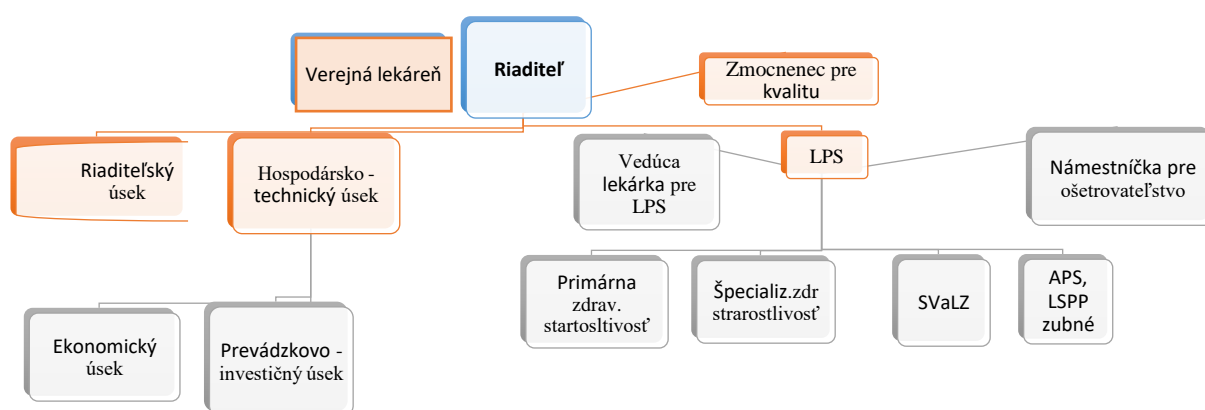 Verejná lekáreň
Riaditeľ
Zmocnenec pre
kvalitu
Riaditeľský
úsek
Hospodársko -
technický úsek
Vedúca
lekárka pre
LPS
LPS
Námestníčka pre
ošetrovateľstvo
Primárna
zdrav.
startosltivosť
Špecializ.zdr
strarostlivosť
SVaLZ
APS,
LSPP
zubné
Ekonomický
úsek
Prevádzkovo -
investičný úsek